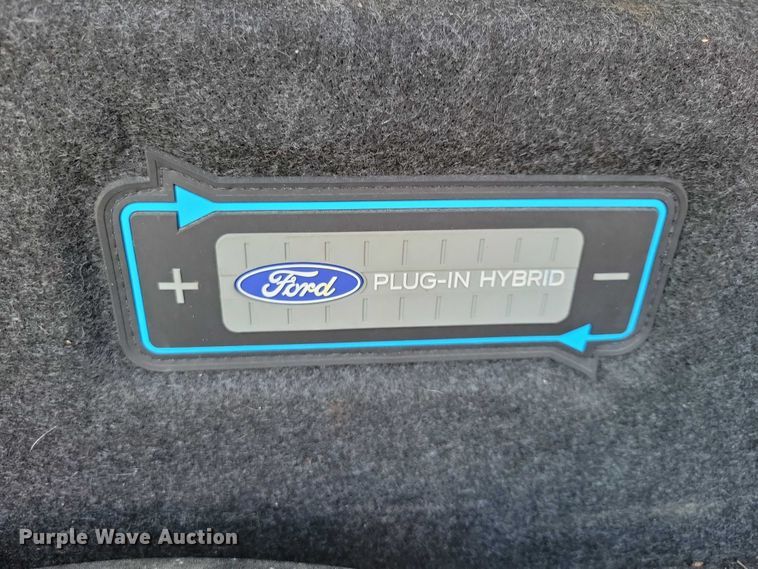 + Ford PLUG-IN HYBRID −
Purple Wave Auction